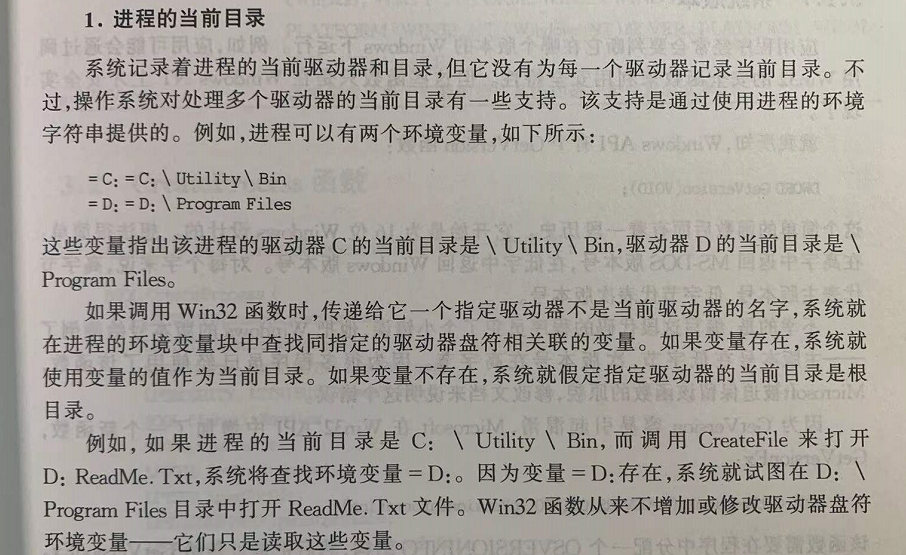 1. 进程的当前目录
系统记录着进程的当前驱动器和目录,但它没有为每一个驱动器记录当前目录。不
过,操作系统对处理多个驱动器的当前目录有一些支持。该支持是通过使用进程的环境
字符串提供的。例如,进程可以有两个环境变量,如下所示:
=C:=C:\Utility\Bin
=D:=D:\Program Files
这些变量指出该进程的驱动器 C 的当前目录是\Utility\Bin,驱动器 D 的当前目录是\
Program Files。
如果调用 Win32 函数时,传递给它一个指定驱动器不是当前驱动器的名字,系统就
在进程的环境变量块中查找同指定的驱动器盘符相关联的变量。如果变量存在,系统就
使用变量的值作为当前目录。如果变量不存在,系统就假定指定驱动器的当前目录是根
目录。
例如,如果进程的当前目录是 C:\Utility\Bin,而调用 CreateFile 来打开
D:ReadMe.Txt,系统将查找环境变量=D:。因为变量=D:存在,系统就试图在 D:\
Program Files 目录中打开 ReadMe.Txt 文件。Win32 函数从来不增加或修改驱动器盘符
环境变量——它们只是读取这些变量。